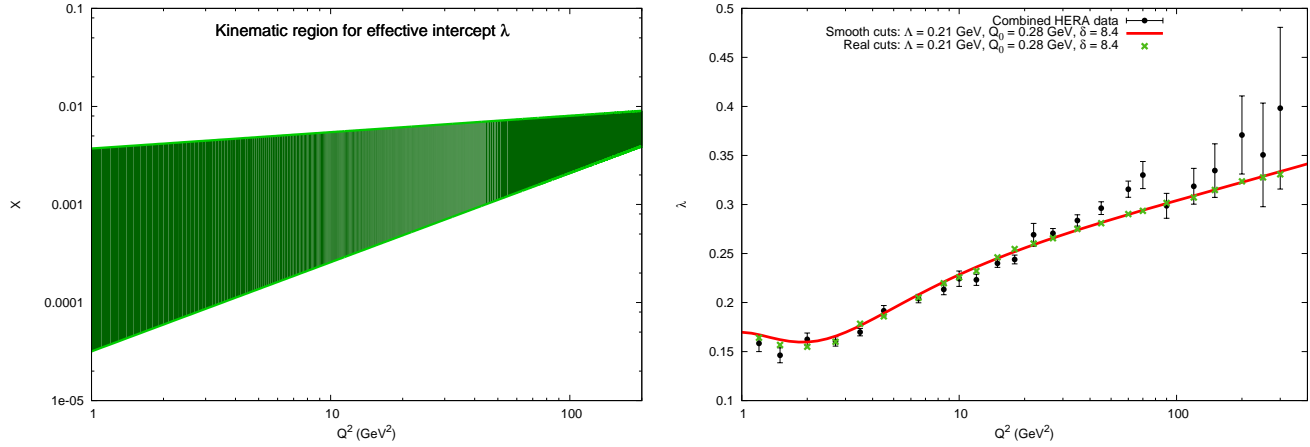 Kinematic region for effective intercept λ
0.1
0.01
0.001
0.0001
1e-05
X
1
10
100
Q² (GeV²)
Combined HERA data
Smooth cuts: Λ = 0.21 GeV, Q₀ = 0.28 GeV, δ = 8.4
Real cuts: Λ = 0.21 GeV, Q₀ = 0.28 GeV, δ = 8.4
0.5
0.45
0.4
0.35
0.3
0.25
0.2
0.15
0.1
λ
1
10
100
Q² (GeV²)